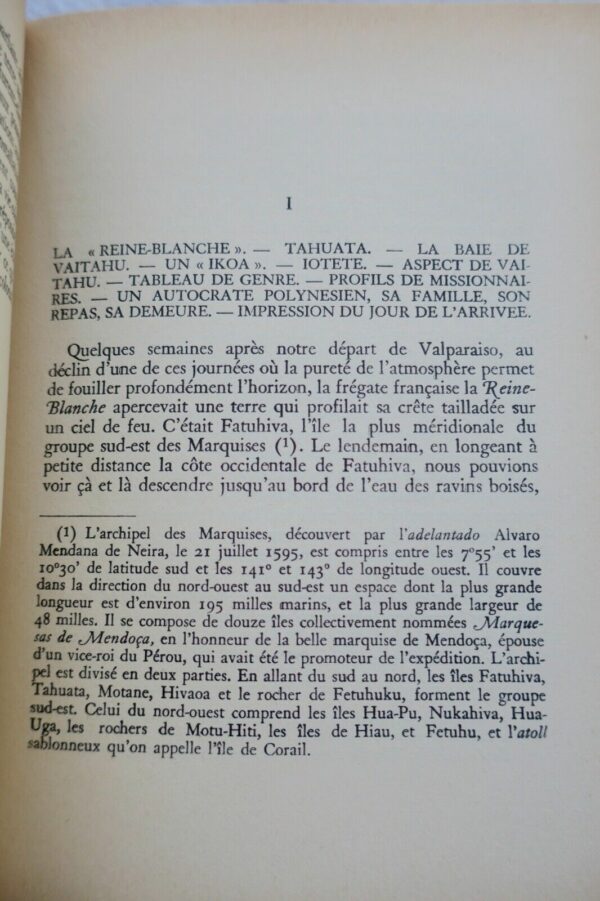 I
LA « REINE-BLANCHE ». — TAHUATA. — LA BAIE DE
VAITAHU. — UN « IKOA ». — IOTETE. — ASPECT DE VAI-
TAHU. — TABLEAU DE GENRE. — PROFILS DE MISSIONNAI-
RES. — UN AUTOCRATE POLYNESIEN, SA FAMILLE, SON
REPAS, SA DEMEURE. — IMPRESSION DU JOUR DE L'ARRIVEE.
Quelques semaines après notre départ de Valparaiso, au
déclin d'une de ces journées où la pureté de l'atmosphère permet
de fouiller profondément l'horizon, la frégate française la Reine-
Blanche apercevait une terre qui profilait sa crête tailladée sur
un ciel de feu. C'était Fatuhiva, l'île la plus méridionale du
groupe sud-est des Marquises (1). Le lendemain, en longeant à
petite distance la côte occidentale de Fatuhiva, nous pouvions
voir çà et là descendre jusqu'au bord de l'eau des ravins boisés,
(1) L'archipel des Marquises, découvert par l'adelantado Alvaro
Mendana de Neira, le 21 juillet 1595, est compris entre les 7°55' et les
10°30' de latitude sud et les 141° et 143° de longitude ouest. Il couvre
dans la direction du nord-ouest au sud-est un espace dont la plus grande
longueur est d'environ 195 milles marins, et la plus grande largeur de
48 milles. Il se compose de douze îles collectivement nommées Marque-
sas de Mendoça, en l'honneur de la belle marquise de Mendoça, épouse
d'un vice-roi du Pérou, qui avait été le promoteur de l'expédition. L'archi-
pel est divisé en deux parties. En allant du sud au nord, les îles Fatuhiva,
Tahuata, Motane, Hivaoa et le rocher de Fetuhuku, forment le groupe
sud-est. Celui du nord-ouest comprend les îles Hua-Pu, Nukahiva, Hua-
Uga, les rochers de Motu-Hiti, les îles de Hiau, et Fetuhu, et l'atoll
sablonneux qu'on appelle l'île de Corail.